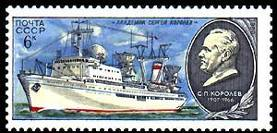 ПОЧТА
СССР
6к
"АКАДЕМИК СЕРГЕЙ КОРОЛЕВ"
С.П. КОРОЛЕВ
1907-1966